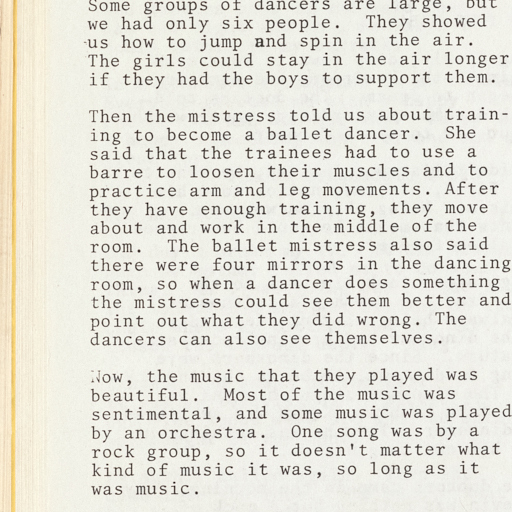 Some groups of dancers are large, but
we had only six people.  They showed
us how to jump and spin in the air.
The girls could stay in the air longer
if they had the boys to support them.
Then the mistress told us about train-
ing to become a ballet dancer.  She
said that the trainees had to use a
barre to loosen their muscles and to
practice arm and leg movements. After
they have enough training, they move
about and work in the middle of the
room.  The ballet mistress also said
there were four mirrors in the dancing
room, so when a dancer does something
the mistress could see them better and
point out what they did wrong. The
dancers can also see themselves.
Now, the music that they played was
beautiful.  Most of the music was
sentimental, and some music was played
by an orchestra.  One song was by a
rock group, so it doesn't matter what
kind of music it was, so long as it
was music.